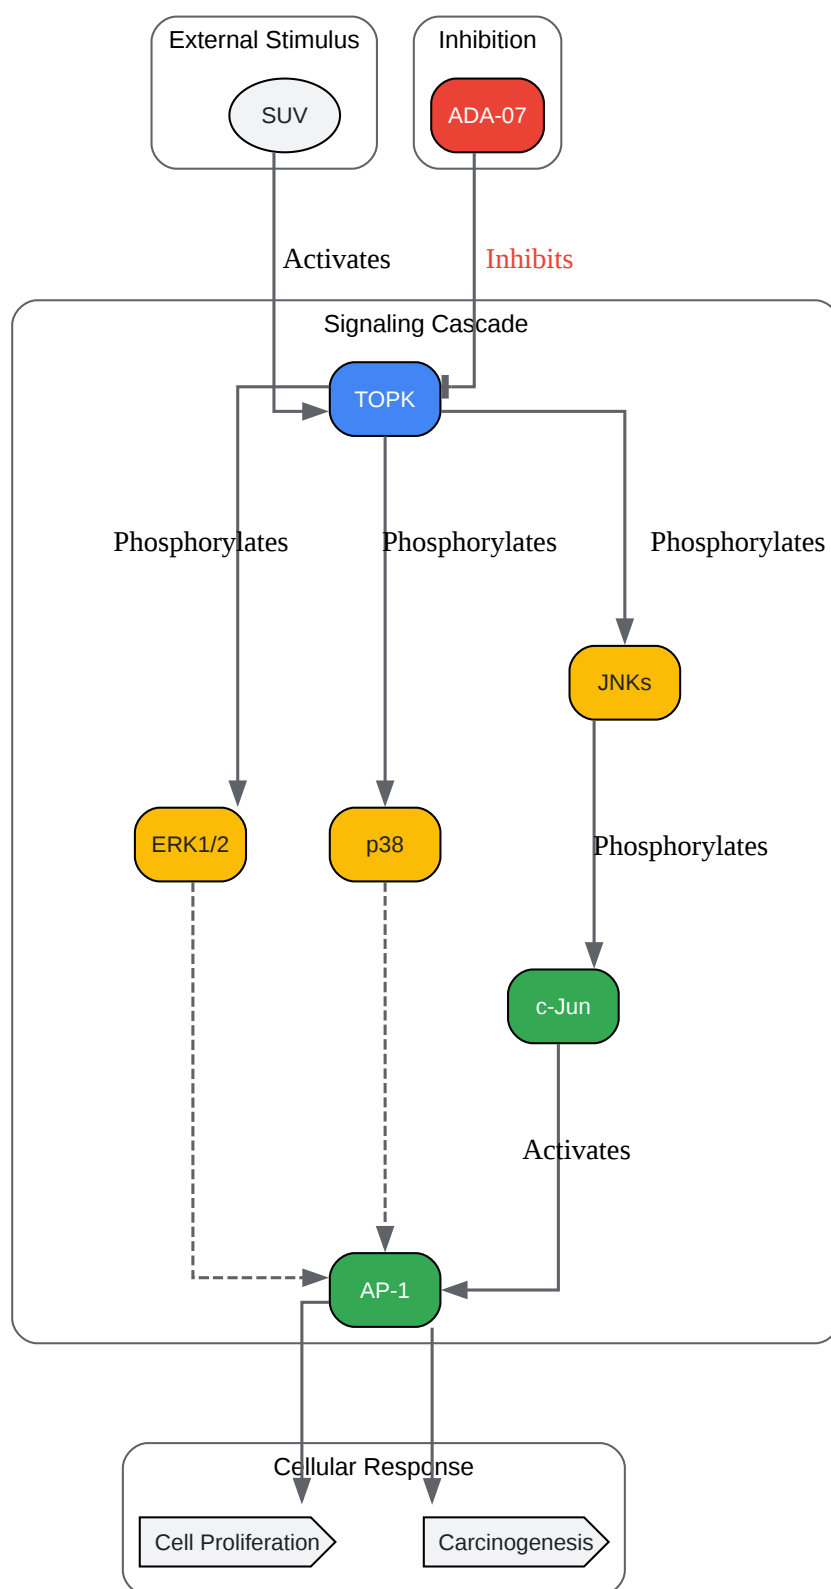 External Stimulus
Inhibition
SUV
ADA-07
Activates
Inhibits
Signaling Cascade
TOPK
Phosphorylates
Phosphorylates
Phosphorylates
JNKs
ERK1/2
p38
Phosphorylates
c-Jun
Activates
AP-1
Cellular Response
Cell Proliferation
Carcinogenesis